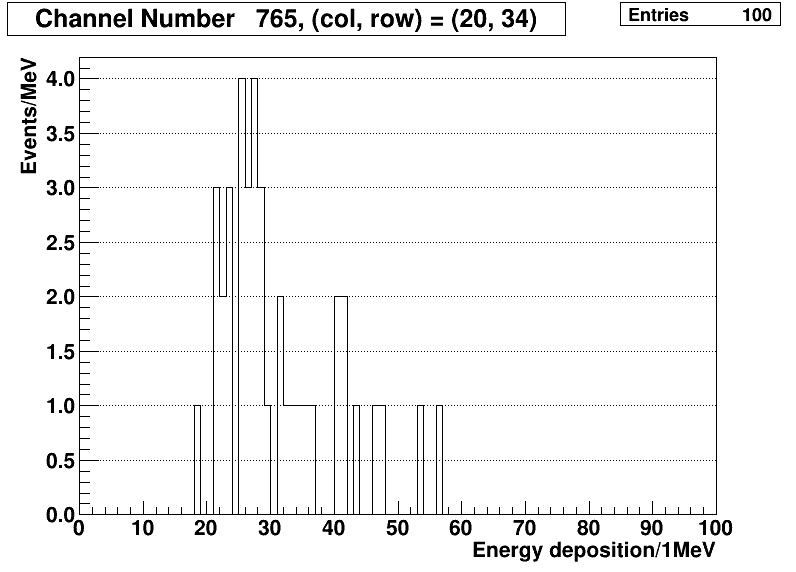 Channel Number 765, (col, row) = (20, 34)
Entries 100
Events/MeV
4.0
3.5
3.0
2.5
2.0
1.5
1.0
0.5
0.0
0 10 20 30 40 50 60 70 80 90 100
Energy deposition/1MeV